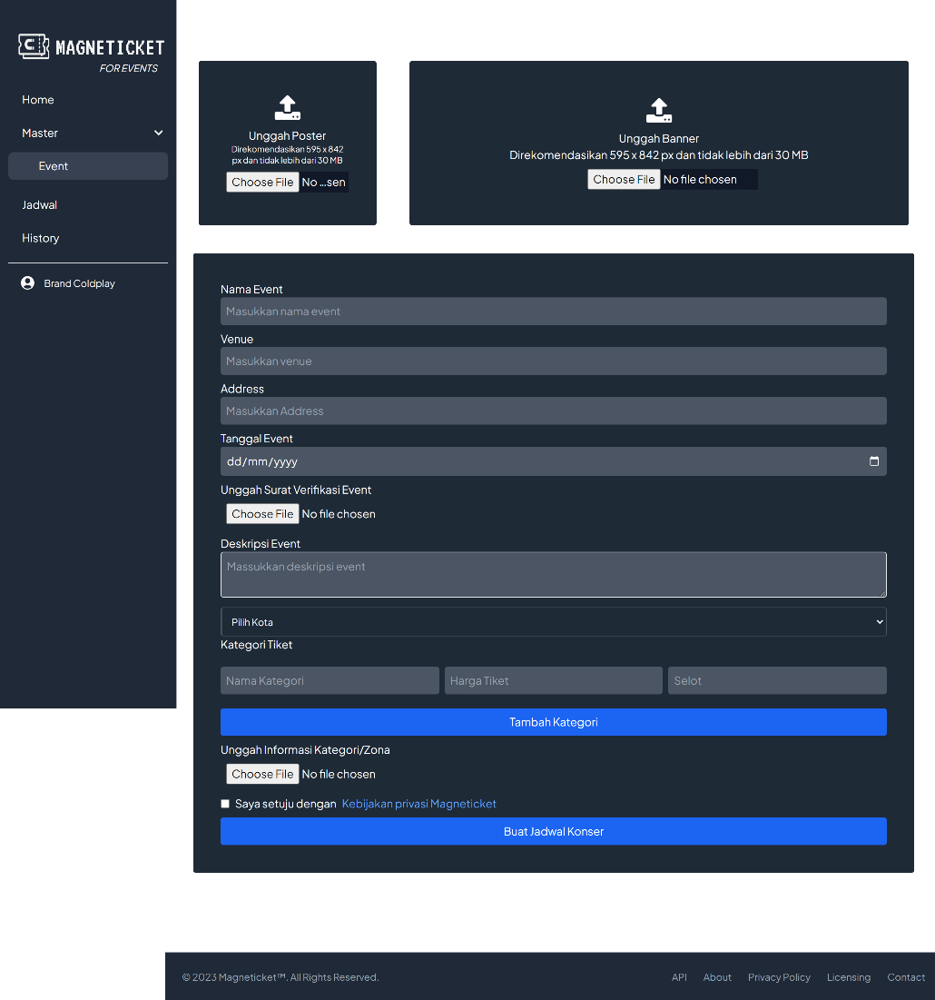 MAGNETICKET
FOR EVENTS
Home
Master
Event
Jadwal
History
Brand Coldplay
Unggah Poster
Direkomendasikan 595 x 842
px dan tidak lebih dari 30 MB
Choose File No ...sen
Unggah Banner
Direkomendasikan 595 x 842 px dan tidak lebih dari 30 MB
Choose File No file chosen
Nama Event
Masukkan nama event
Venue
Masukkan venue
Address
Masukkan Address
Tanggal Event
dd/mm/yyyy
Unggah Surat Verifikasi Event
Choose File No file chosen
Deskripsi Event
Massukkan deskripsi event
Pilih Kota
Kategori Tiket
Nama Kategori Harga Tiket Selot
Tambah Kategori
Unggah Informasi Kategori/Zona
Choose File No file chosen
Saya setuju dengan Kebijakan privasi Magneticket
Buat Jadwal Konser
© 2023 Magneticket™. All Rights Reserved. API About Privacy Policy Licensing Contact